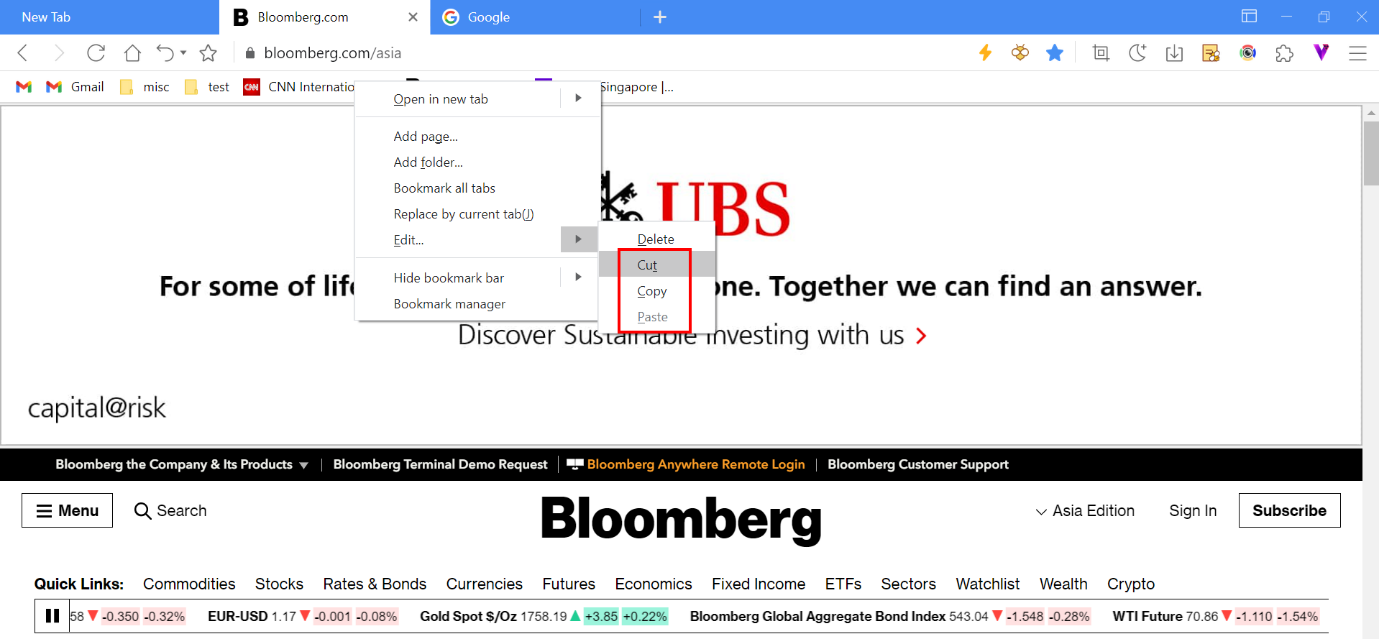 New Tab
Bloomberg.com
Google
bloomberg.com/asia
Gmail
misc
test
CNN
CNN Internatio
Singapore |...
Open in new tab
Add page...
Add folder...
Bookmark all tabs
Replace by current tab(J)
Edit...
Hide bookmark bar
Bookmark manager
Delete
Cut
Copy
Paste
UBS
For some of life
one. Together we can find an answer.
Discover Sustainable Investing with us
capital@risk
Bloomberg the Company & Its Products
Bloomberg Terminal Demo Request
Bloomberg Anywhere Remote Login
Bloomberg Customer Support
Menu
Search
Bloomberg
Asia Edition
Sign In
Subscribe
Quick Links: Commodities Stocks Rates & Bonds Currencies Futures Economics Fixed Income ETFs Sectors Watchlist Wealth Crypto
58 -0.350 -0.32% EUR-USD 1.17 -0.001 -0.08% Gold Spot $/Oz 1758.19 +3.85 +0.22% Bloomberg Global Aggregate Bond Index 543.04 -1.548 -0.28% WTI Future 70.86 -1.110 -1.54%